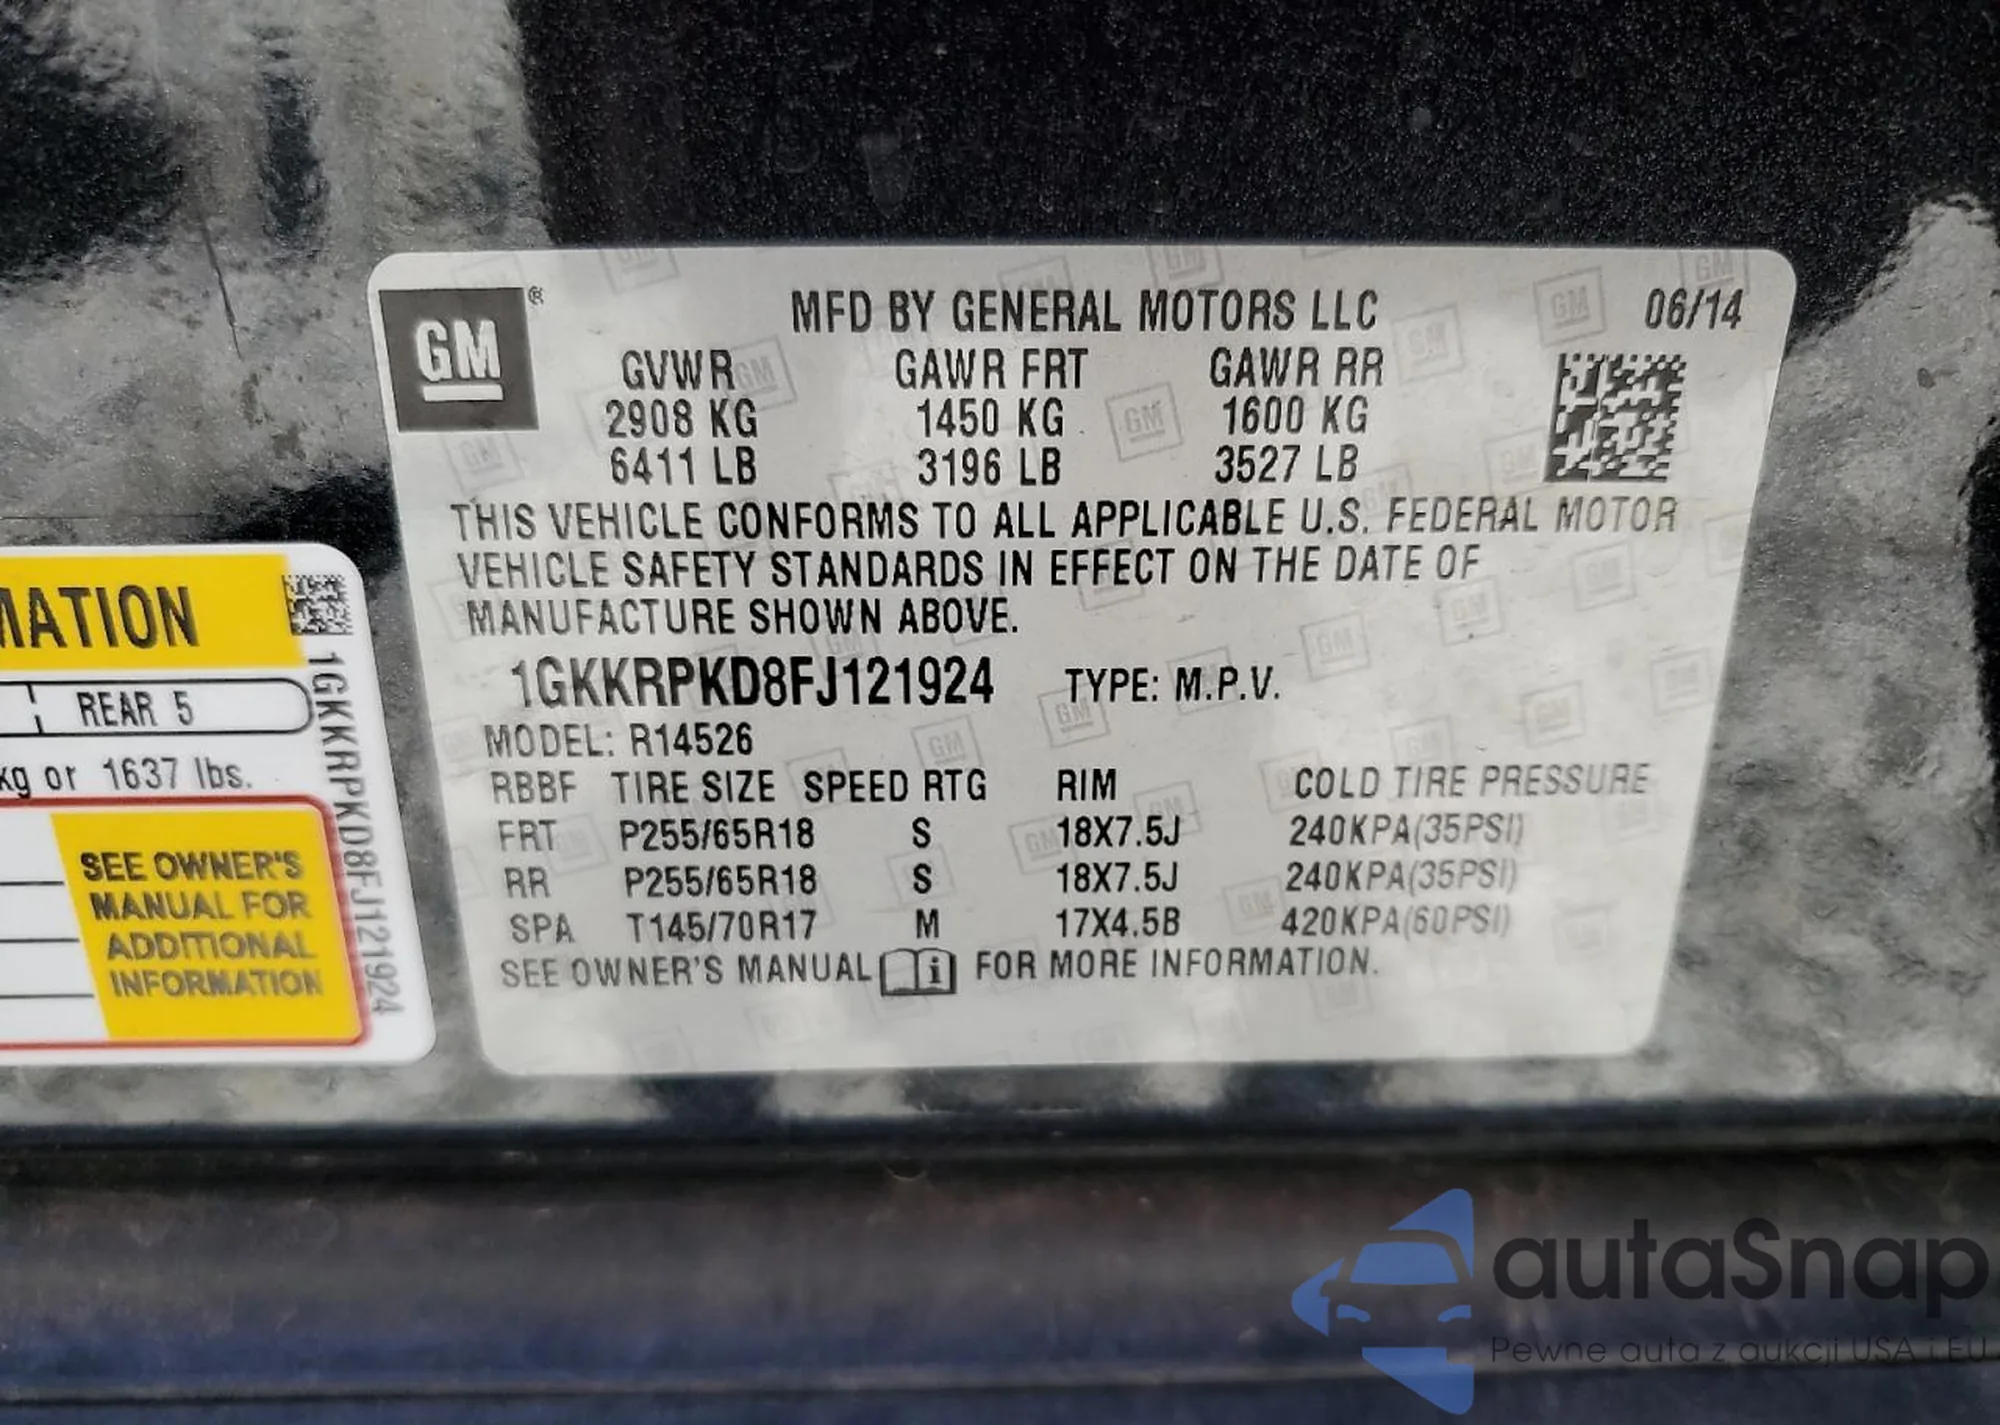 GM®
MFD BY GENERAL MOTORS LLC 06/14
GVWR GAWR FRT GAWR RR
2908 KG 1450 KG 1600 KG
6411 LB 3196 LB 3527 LB
THIS VEHICLE CONFORMS TO ALL APPLICABLE U.S. FEDERAL MOTOR
VEHICLE SAFETY STANDARDS IN EFFECT ON THE DATE OF
MANUFACTURE SHOWN ABOVE.
1GKKRPKD8FJ121924 TYPE: M.P.V.
MODEL: R14526
RBBF TIRE SIZE SPEED RTG RIM COLD TIRE PRESSURE
FRT P255/65R18 S 18X7.5J 240KPA(35PSI)
RR P255/65R18 S 18X7.5J 240KPA(35PSI)
SPA T145/70R17 M 17X4.5B 420KPA(60PSI)
SEE OWNER'S MANUAL i FOR MORE INFORMATION.
MATION
REAR 5
kg or 1637 lbs.
SEE OWNER'S
MANUAL FOR
ADDITIONAL
INFORMATION
1GKKRPKD8FJ121924
autaSnap
Pewne auta z aukcji USA i EU